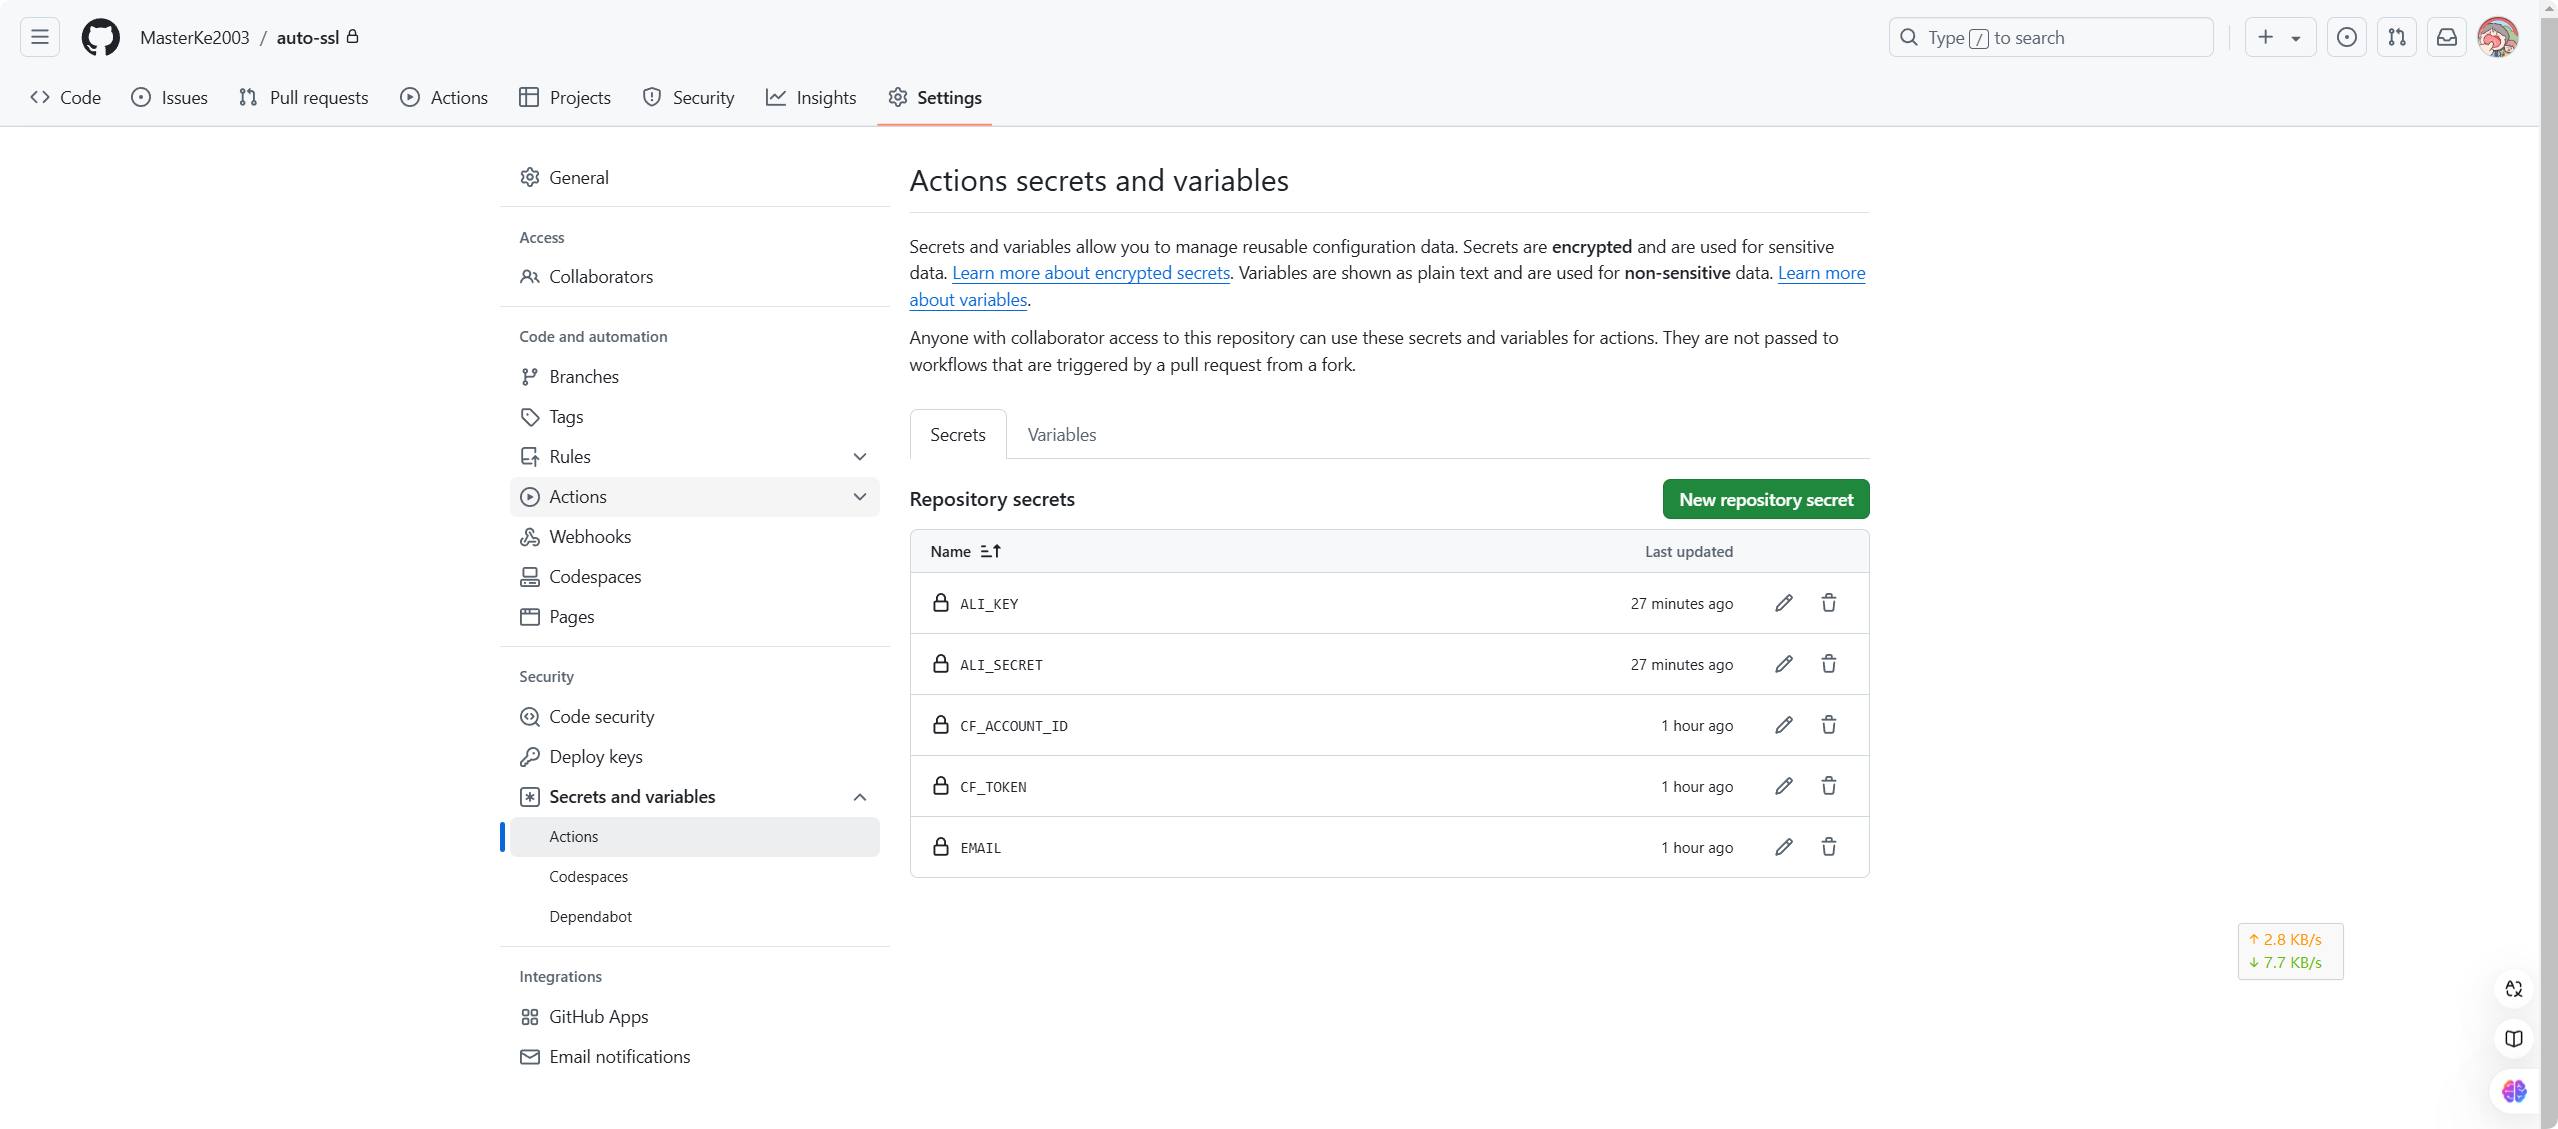 MasterKe2003 / auto-ssl
Type / to search
Code
Issues
Pull requests
Actions
Projects
Security
Insights
Settings
General
Access
Collaborators
Code and automation
Branches
Tags
Rules
Actions
Webhooks
Codespaces
Pages
Security
Code security
Deploy keys
Secrets and variables
Actions
Codespaces
Dependabot
Integrations
GitHub Apps
Email notifications
Actions secrets and variables
Secrets and variables allow you to manage reusable configuration data. Secrets are encrypted and are used for sensitive
data. Learn more about encrypted secrets. Variables are shown as plain text and are used for non-sensitive data. Learn more
about variables.
Anyone with collaborator access to this repository can use these secrets and variables for actions. They are not passed to
workflows that are triggered by a pull request from a fork.
Secrets
Variables
Repository secrets
New repository secret
Name
Last updated
ALI_KEY
27 minutes ago
ALI_SECRET
27 minutes ago
CF_ACCOUNT_ID
1 hour ago
CF_TOKEN
1 hour ago
EMAIL
1 hour ago
↑ 2.8 KB/s
↓ 7.7 KB/s